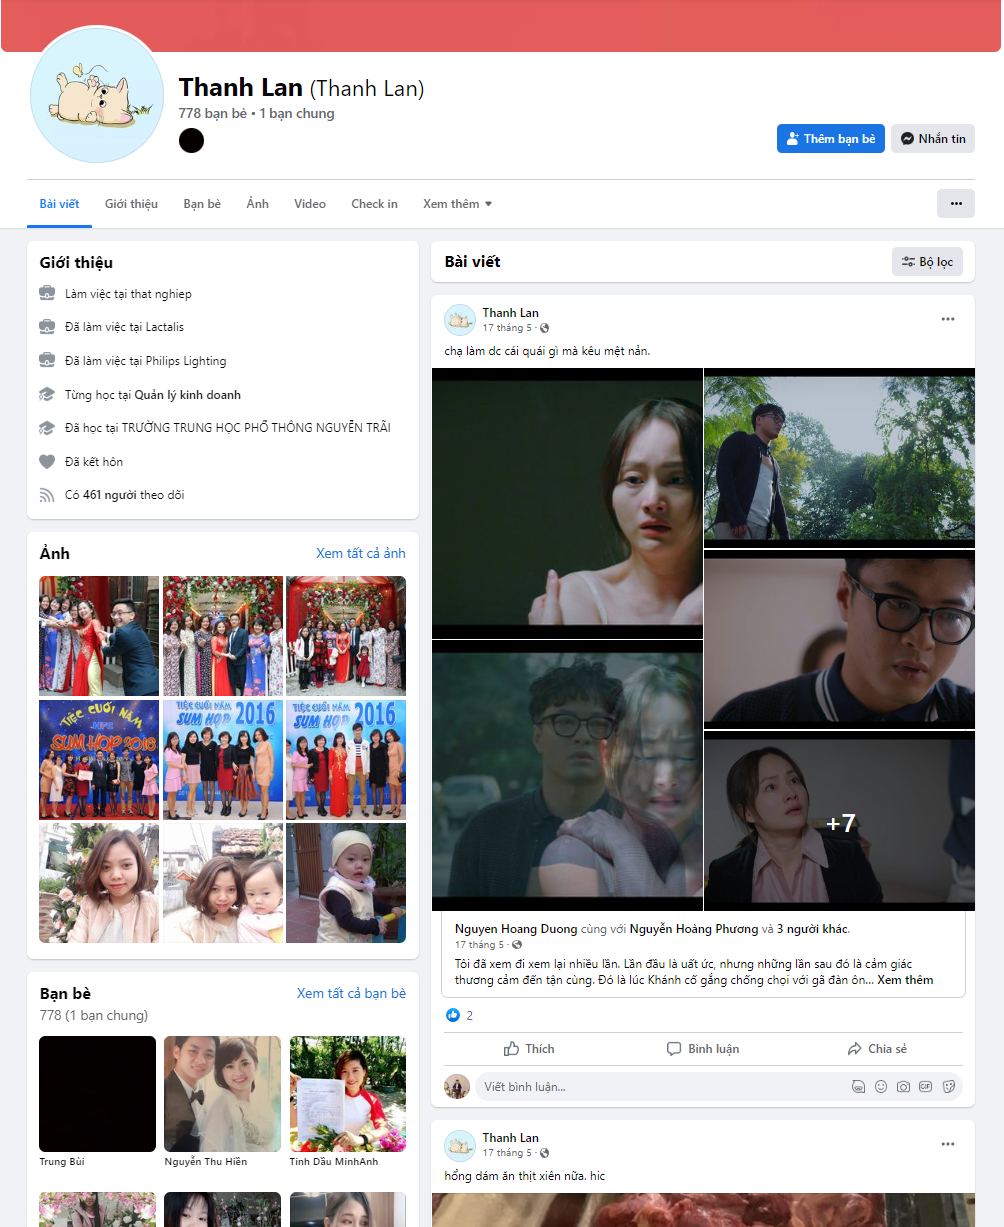 Thanh Lan (Thanh Lan)
778 bạn bè • 1 bạn chung
Thêm bạn bè
Nhắn tin
Bài viết
Giới thiệu
Bạn bè
Ảnh
Video
Check in
Xem thêm
Giới thiệu
Làm việc tại that nghiep
Đã làm việc tại Lactalis
Đã làm việc tại Philips Lighting
Từng học tại Quản lý kinh doanh
Đã học tại TRƯỜNG TRUNG HỌC PHỔ THÔNG NGUYỄN TRÃI
Đã kết hôn
Có 461 người theo dõi
Ảnh
Xem tất cả ảnh
TIỆC CUỐI NĂM
SUM HỌP 2016
TIỆC CUỐI NĂM
SUM HỌP 2016
TIỆC CUỐI NĂM
SUM HỌP 2016
Bạn bè
Xem tất cả bạn bè
778 (1 bạn chung)
Trung Bùi
Nguyễn Thu Hiền
Tinh Dầu MinhAnh
Bài viết
Bộ lọc
Thanh Lan
17 tháng 5 ·
chạ làm dc cái quái gì mà kêu mệt nản.
+7
Nguyen Hoang Duong cùng với Nguyễn Hoàng Phương và 3 người khác.
17 tháng 5 ·
Tôi đã xem đi xem lại nhiều lần. Lần đầu là uất ức, nhưng những lần sau đó là cảm giác
thương cảm đến tận cùng. Đó là lúc Khánh cố gắng chống chọi với gã đàn ôn... Xem thêm
2
Thích
Bình luận
Chia sẻ
Viết bình luận...
GIF
Thanh Lan
17 tháng 5 ·
hổng dám ăn thịt xiên nữa. hic